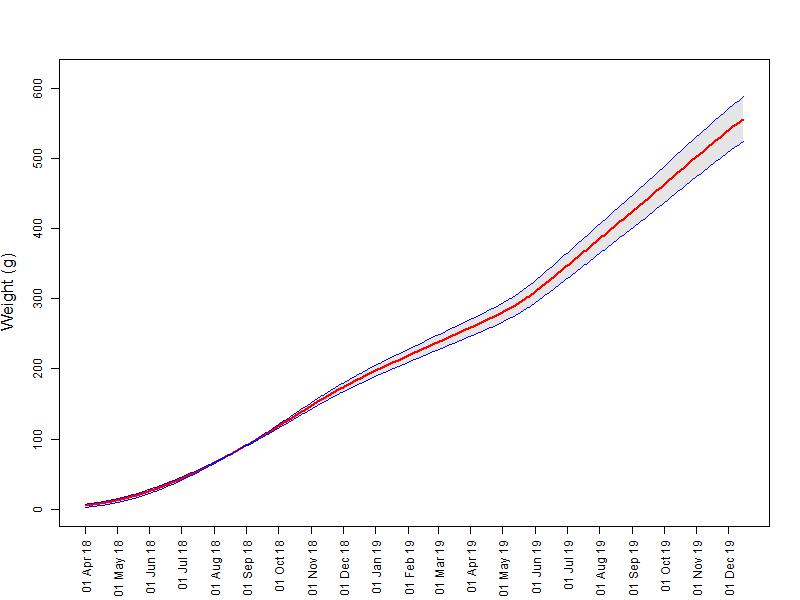 Weight (g)
600
500
400
300
200
100
0
01 Apr 18
01 May 18
01 Jun 18
01 Jul 18
01 Aug 18
01 Sep 18
01 Oct 18
01 Nov 18
01 Dec 18
01 Jan 19
01 Feb 19
01 Mar 19
01 Apr 19
01 May 19
01 Jun 19
01 Jul 19
01 Aug 19
01 Sep 19
01 Oct 19
01 Nov 19
01 Dec 19